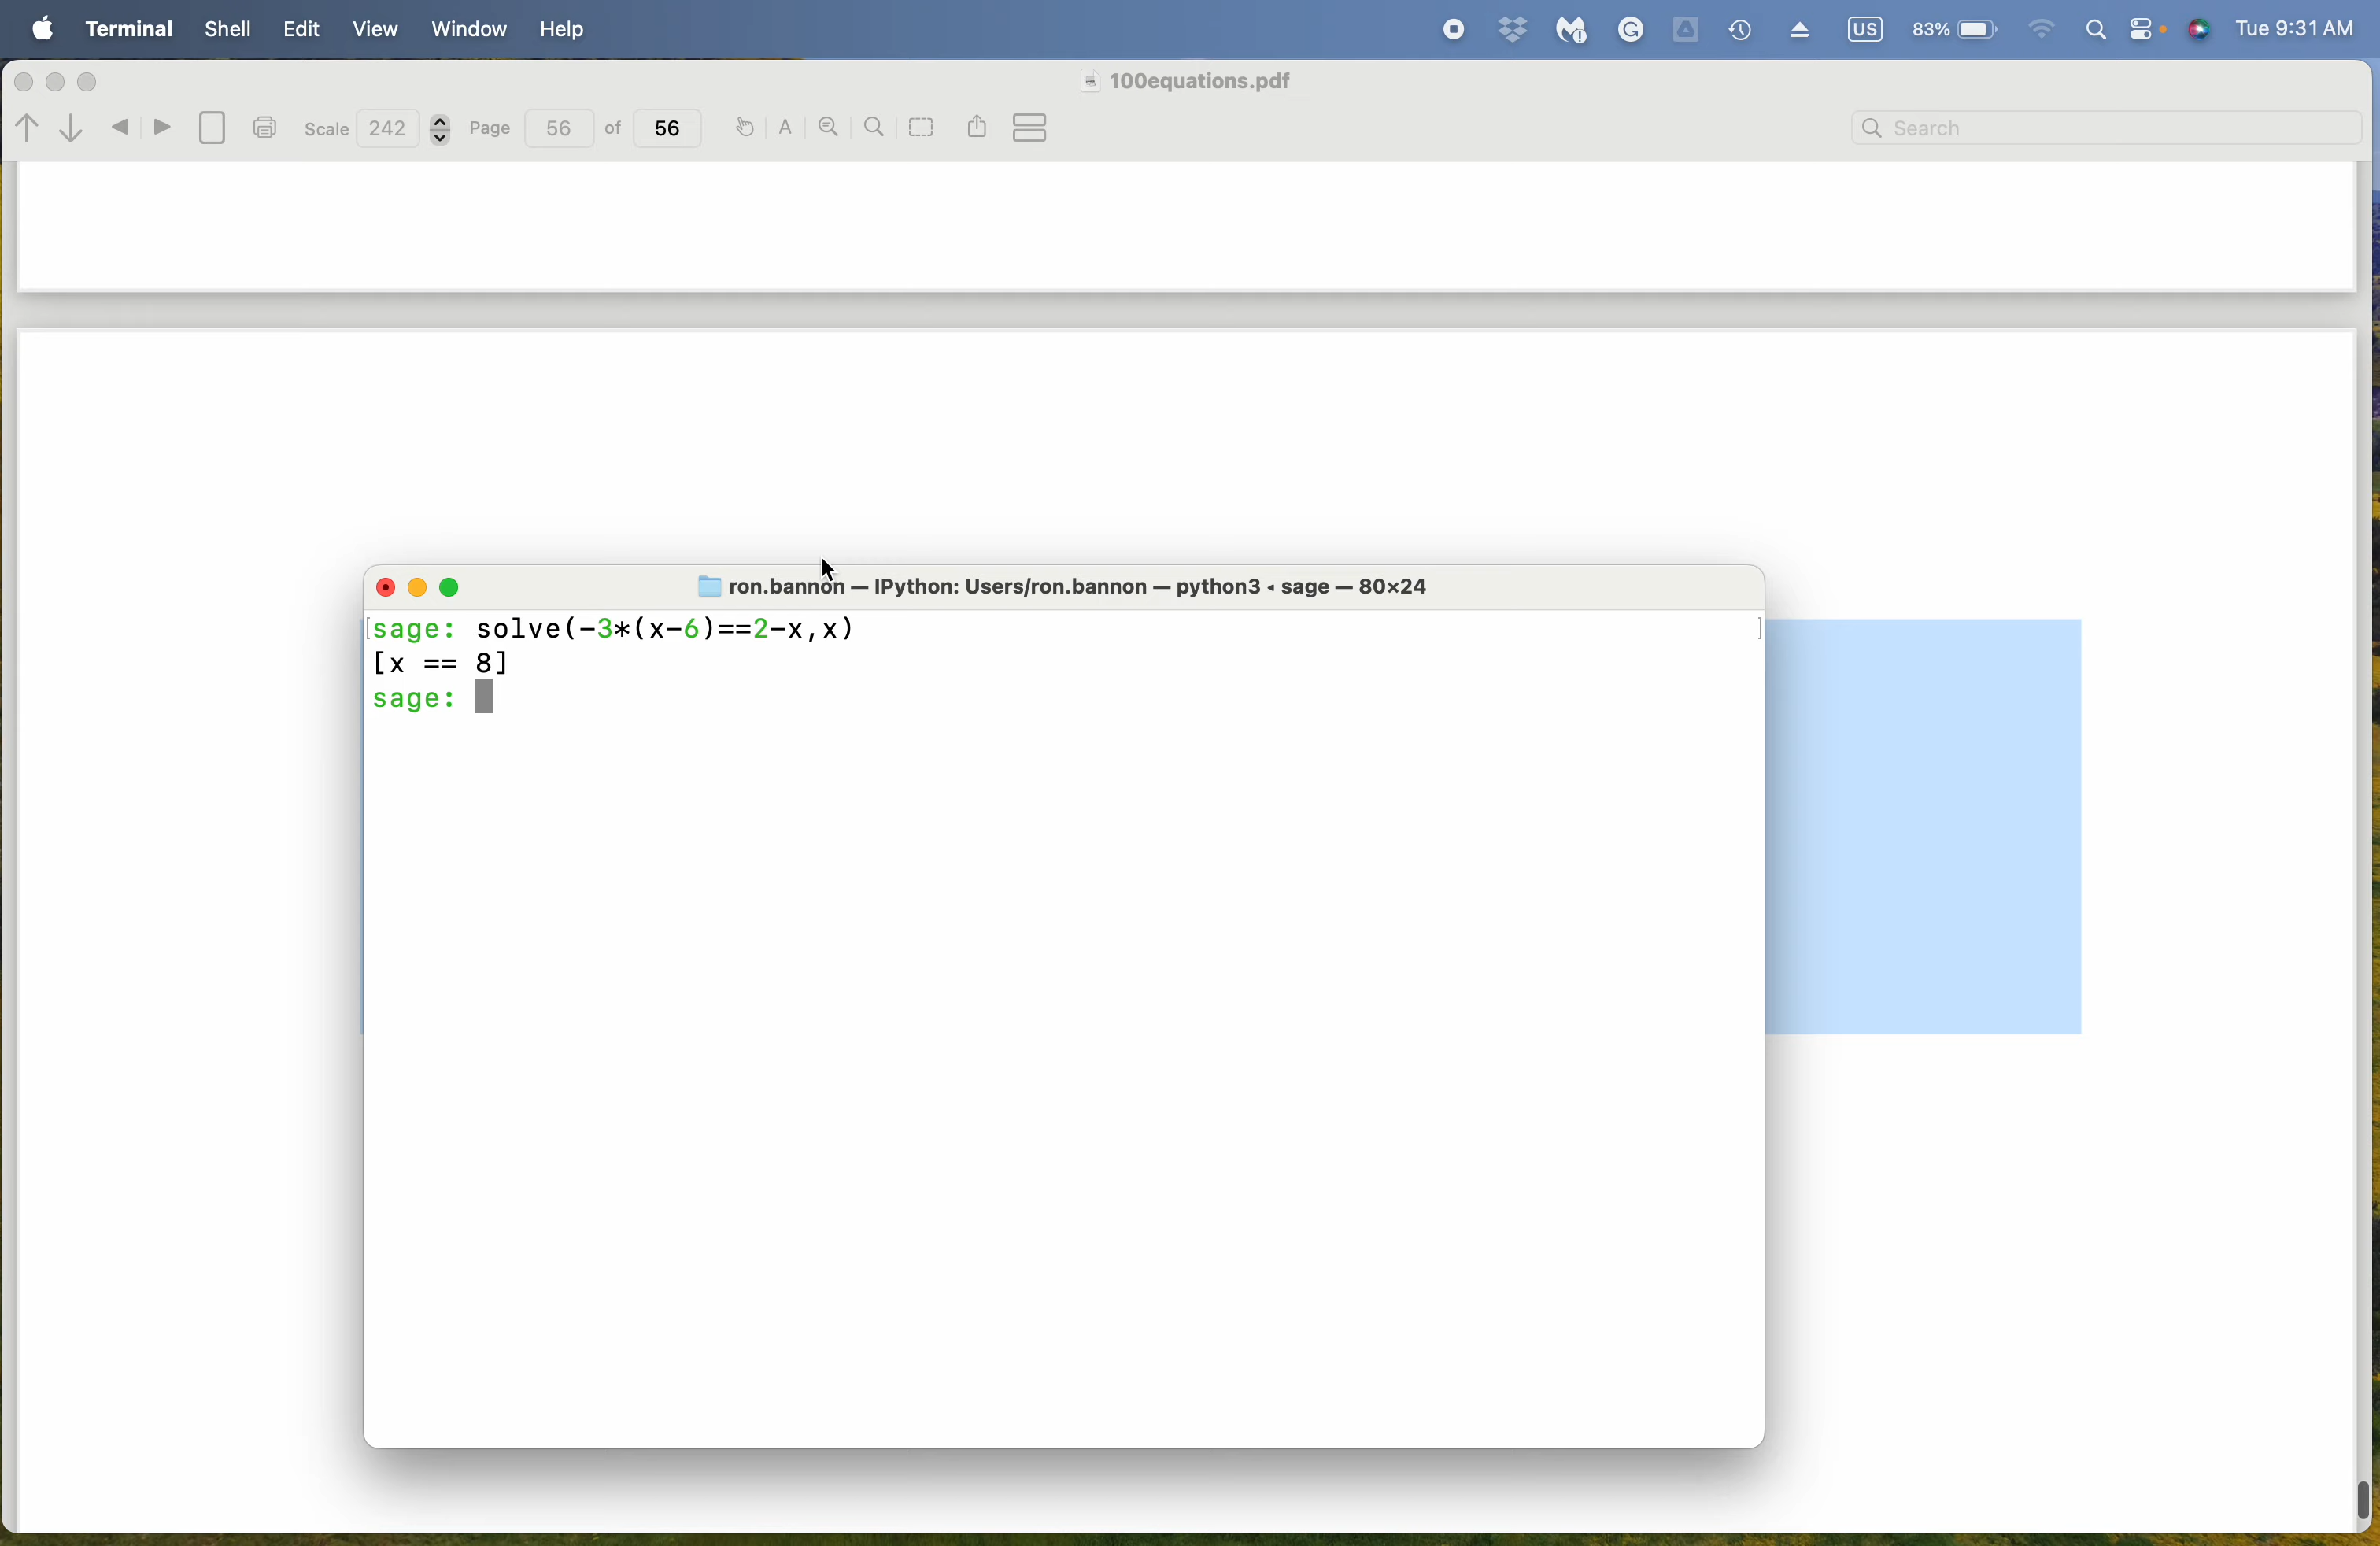 Terminal Shell Edit View Window Help US 83% Tue 9:31 AM
100equations.pdf
Scale 242 Page 56 of 56 A Search
ron.bannon — IPython: Users/ron.bannon — python3 ◂ sage — 80×24
[sage: solve(-3*(x-6)==2-x,x) ]
[x == 8]
sage: